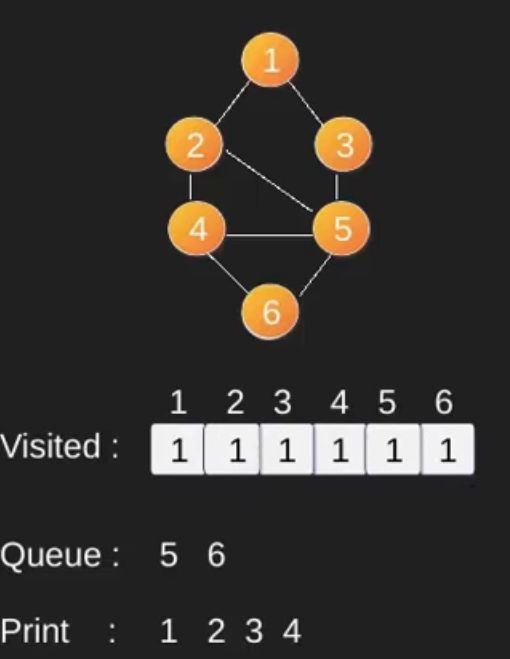 1
2 3
4 5
6
1 2 3 4 5 6
Visited : 1 1 1 1 1 1
Queue : 5 6
Print : 1 2 3 4